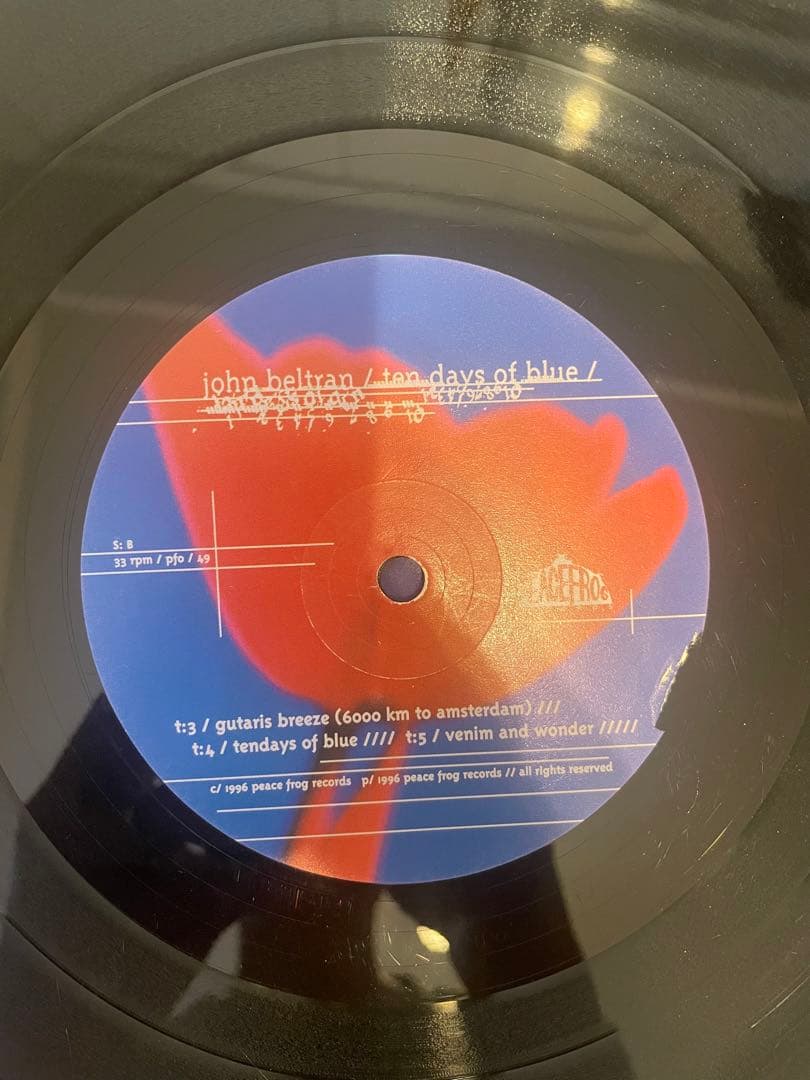 john beltran / ten days of blue /
S: B
33 rpm / pfo / 49
t:3 / gutaris breeze (6000 km to amsterdam) ///
t:4 / tendays of blue //// t:5 / venim and wonder /////
c/ 1996 peace frog records p/ 1996 peace frog records // all rights reserved